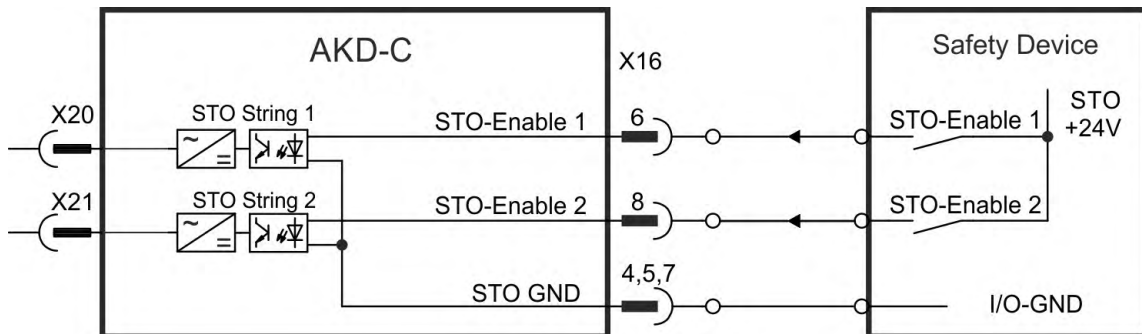 AKD-C
X16
Safety Device
X20
STO String 1
STO-Enable 1
6
STO-Enable 1
STO
+24V
X21
STO String 2
STO-Enable 2
8
STO-Enable 2
4,5,7
STO GND
I/O-GND